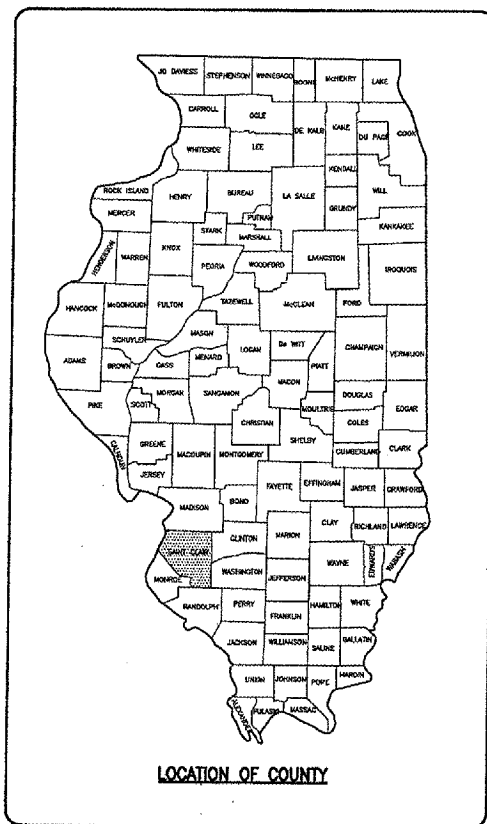 JO DAVIESS STEPHENSON WINNEBAGO BOONE McHENRY LAKE
CARROLL OGLE DE KALB KANE COOK
DU PAGE
WHITESIDE LEE
KENDALL
ROCK ISLAND HENRY BUREAU LA SALLE WILL
MERCER PUTNAM GRUNDY
STARK MARSHALL KANKAKEE
HENDERSON WARREN KNOX PEORIA WOODFORD LIVINGSTON IROQUOIS
HANCOCK McDONOUGH FULTON TAZEWELL McCLEAN FORD
MASON
SCHUYLER LOGAN De WITT CHAMPAIGN VERMILION
ADAMS BROWN CASS MENARD PIATT
MACON
PIKE SCOTT MORGAN SANGAMON MOULTRIE DOUGLAS EDGAR
CHRISTIAN COLES
CALHOUN GREENE MACOUPIN MONTGOMERY SHELBY CUMBERLAND CLARK
JERSEY FAYETTE EFFINGHAM JASPER CRAWFORD
MADISON BOND
CLAY RICHLAND LAWRENCE
SAINT CLAIR CLINTON MARION WAYNE EDWARDS WABASH
MONROE WASHINGTON JEFFERSON
RANDOLPH PERRY HAMILTON WHITE
FRANKLIN
JACKSON WILLIAMSON SALINE GALLATIN
UNION JOHNSON POPE HARDIN
ALEXANDER PULASKI MASSAC
LOCATION OF COUNTY